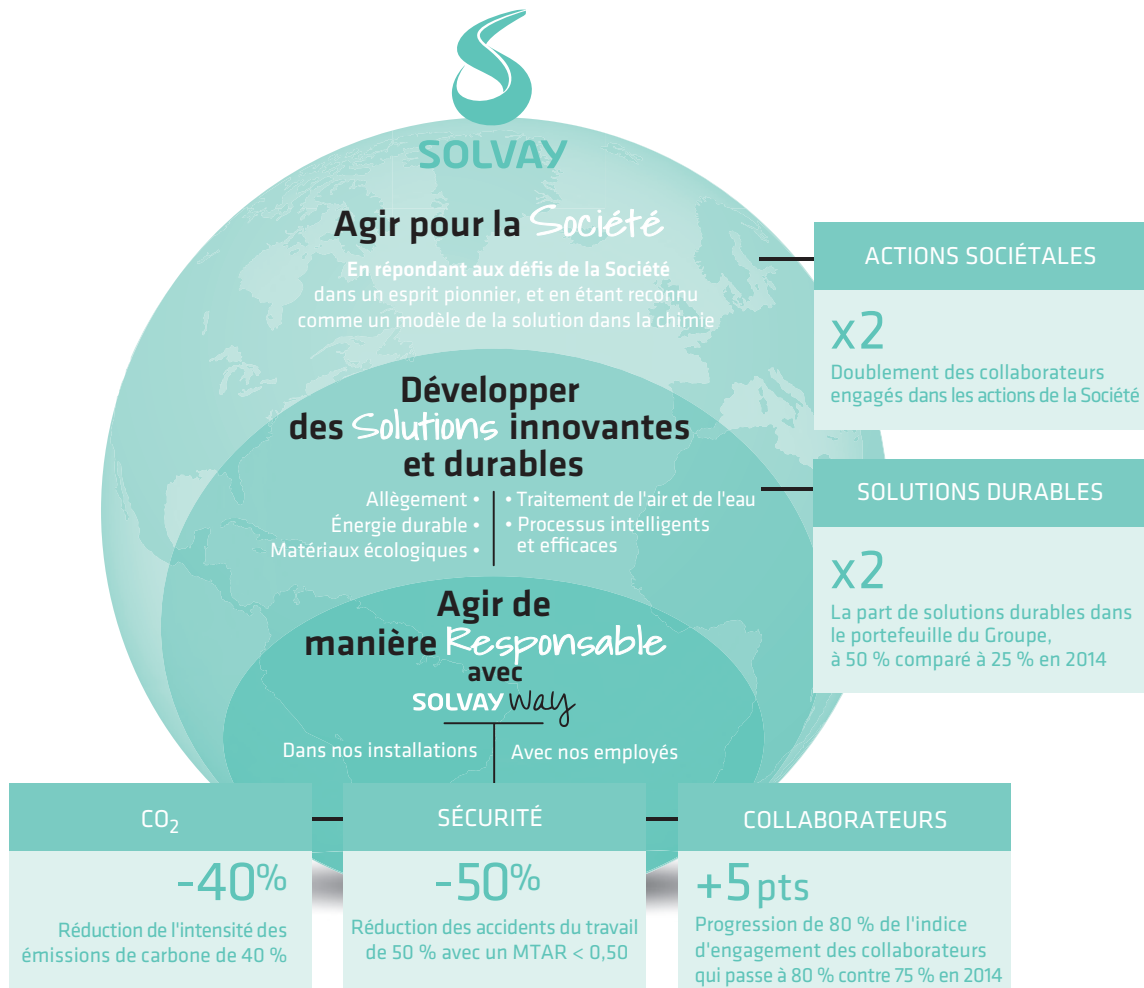 SOLVAY
Agir pour la Société
En répondant aux défis de la Société
dans un esprit pionnier, et en étant reconnu
comme un modèle de la solution dans la chimie
ACTIONS SOCIÉTALES
x2
Doublement des collaborateurs
engagés dans les actions de la Société
Développer
des Solutions innovantes
et durables
Allègement •
Énergie durable •
Matériaux écologiques •
• Traitement de l'air et de l'eau
• Processus intelligents
et efficaces
SOLUTIONS DURABLES
x2
La part de solutions durables dans
le portefeuille du Groupe,
à 50 % comparé à 25 % en 2014
Agir de
manière Responsable
avec
SOLVAY way
Dans nos installations
Avec nos employés
CO₂
-40%
Réduction de l'intensité des
émissions de carbone de 40 %
SÉCURITÉ
-50%
Réduction des accidents du travail
de 50 % avec un MTAR < 0,50
COLLABORATEURS
+5 pts
Progression de 80 % de l'indice
d'engagement des collaborateurs
qui passe à 80 % contre 75 % en 2014